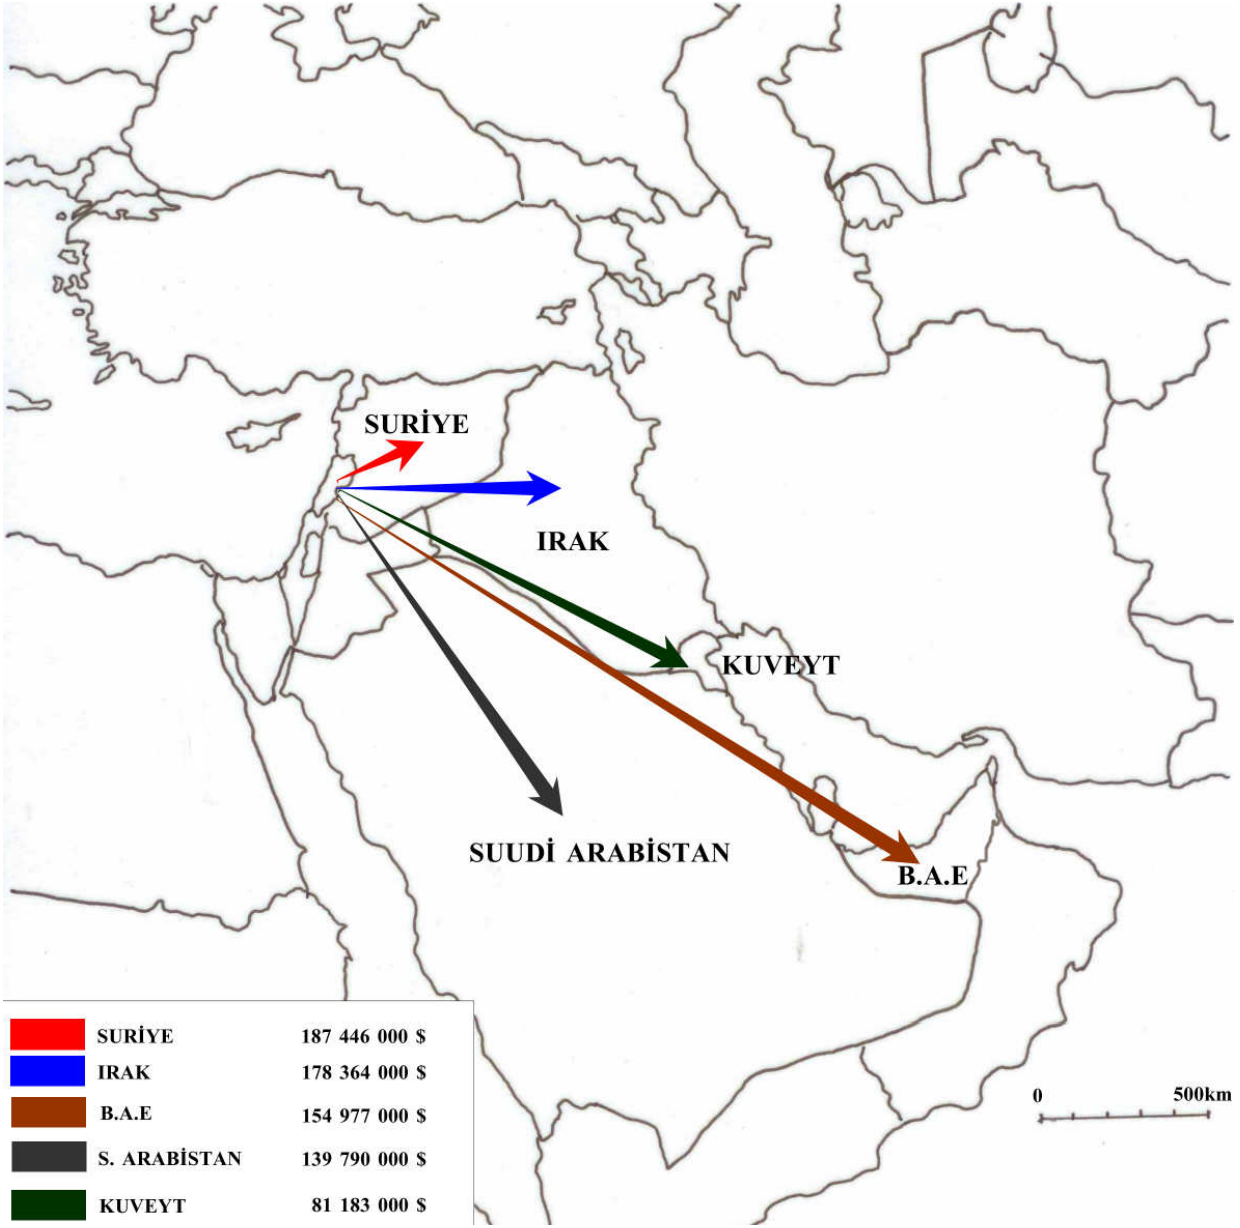 SURİYE
IRAK
KUVEYT
SUUDİ ARABİSTAN
B.A.E
SURİYE 187 446 000 $
IRAK 178 364 000 $
B.A.E 154 977 000 $
S. ARABİSTAN 139 790 000 $
KUVEYT 81 183 000 $
0 500km